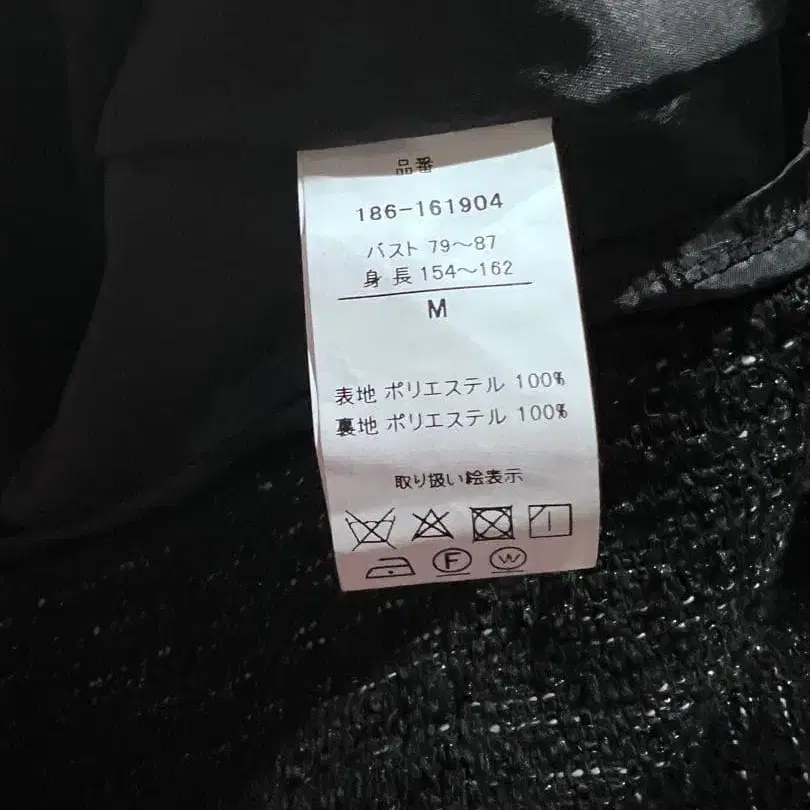 品番
186-161904
バスト 79～87
身長 154～162
M
表地 ポリエステル 100%
裏地 ポリエステル 100%
取り扱い絵表示
F W